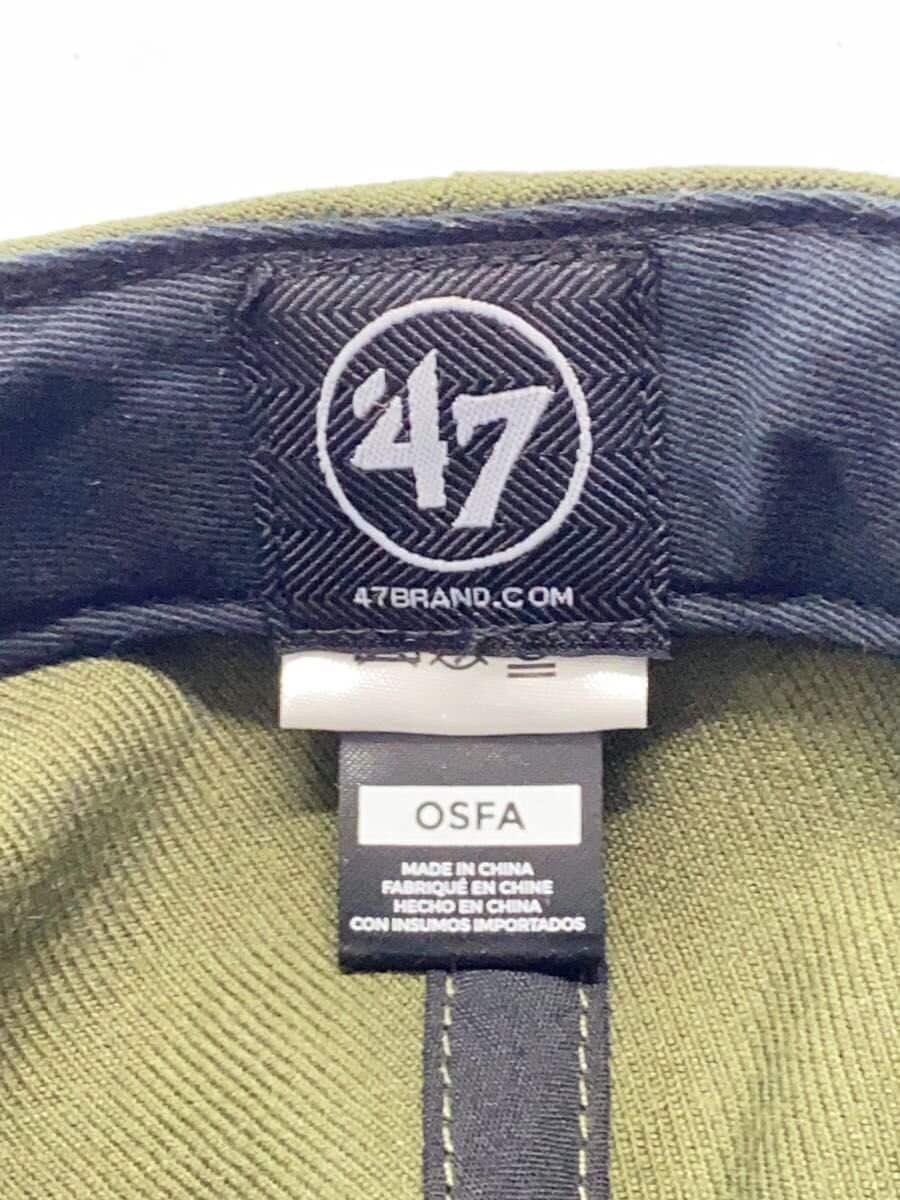 '47
47BRAND.COM
OSFA
MADE IN CHINA
FABRIQUÉ EN CHINE
HECHO EN CHINA
CON INSUMOS IMPORTADOS